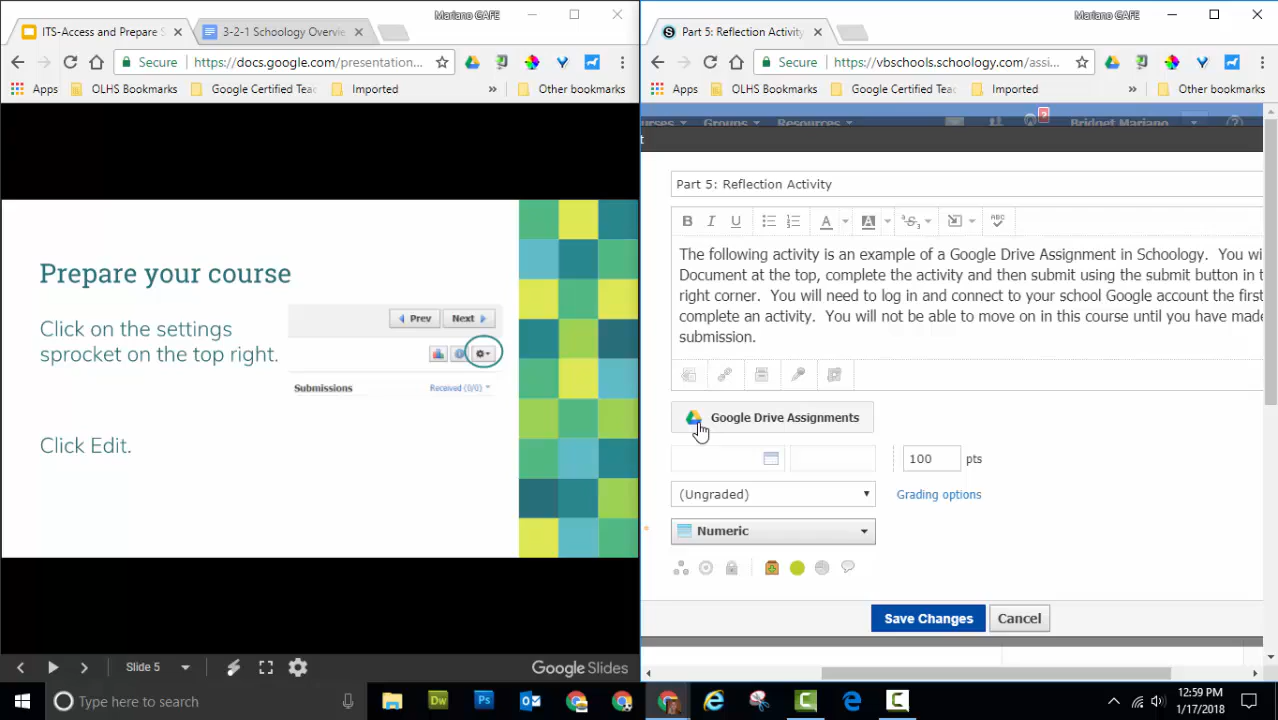 Mariano CAFE
ITS-Access and Prepare S
3-2-1 Schoology Overvie
Secure
https://docs.google.com/presentation...
Apps
OLHS Bookmarks
Google Certified Teac
Imported
»
Other bookmarks
Prepare your course
Click on the settings
sprocket on the top right.
Prev
Next
Submissions
Received (0/0)
Click Edit.
Slide 5
Google Slides
Mariano CAFE
Part 5: Reflection Activity
Secure
https://vbschools.schoology.com/assi...
Apps
OLHS Bookmarks
Google Certified Teac
Imported
»
Other bookmarks
urses
Groups
Resources
Bridget Mariano
Part 5: Reflection Activity
B I U A A S ABC
The following activity is an example of a Google Drive Assignment in Schoology. You wi
Document at the top, complete the activity and then submit using the submit button in t
right corner. You will need to log in and connect to your school Google account the first
complete an activity. You will not be able to move on in this course until you have made
submission.
Google Drive Assignments
100 pts
(Ungraded)
Grading options
Numeric
Save Changes
Cancel
Type here to search
Dw
Ps
12:59 PM
1/17/2018